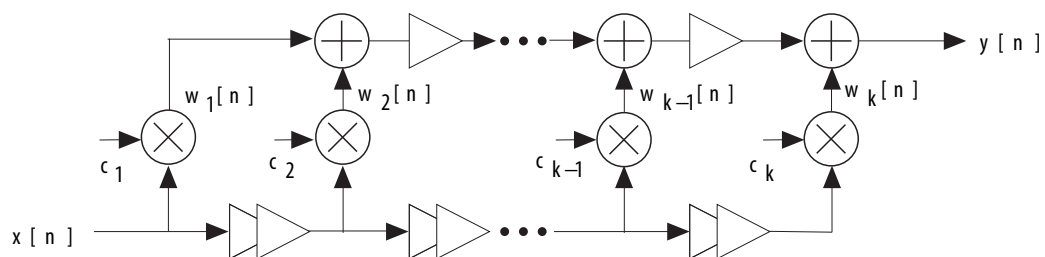 y [ n ]
w 1 [ n ]
w 2 [ n ]
w k–1 [ n ]
w k [ n ]
c 1
c 2
c k–1
c k
x [ n ]